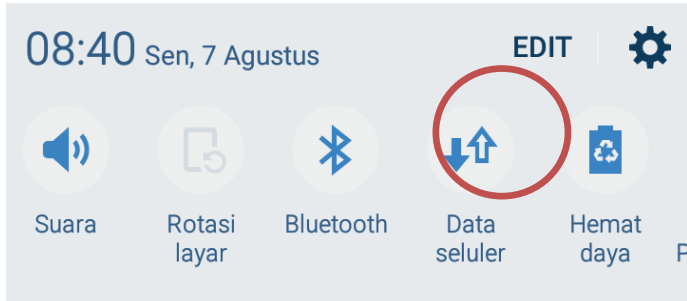 08:40 Sen, 7 Agustus EDIT
Suara Rotasi layar Bluetooth Data seluler Hemat daya P